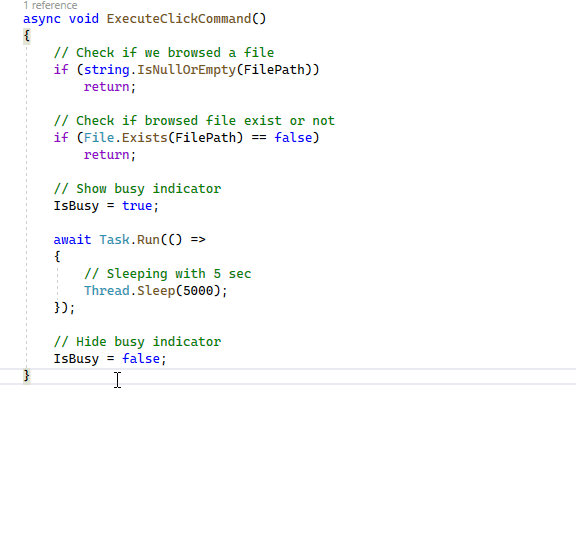 1 reference
async void ExecuteClickCommand()
{
    // Check if we browsed a file
    if (string.IsNullOrEmpty(FilePath))
        return;

    // Check if browsed file exist or not
    if (File.Exists(FilePath) == false)
        return;

    // Show busy indicator
    IsBusy = true;

    await Task.Run(() =>
    {
        // Sleeping with 5 sec
        Thread.Sleep(5000);
    });

    // Hide busy indicator
    IsBusy = false;
}